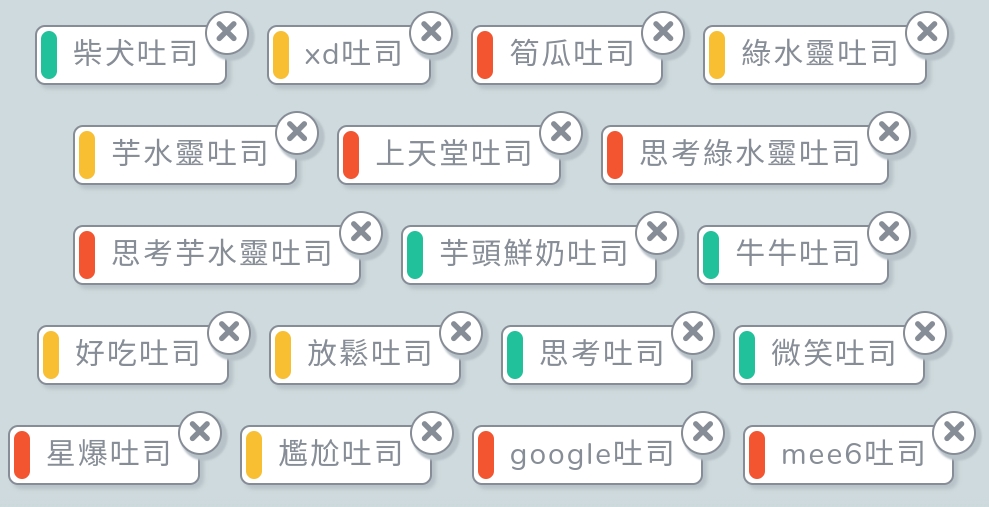 柴犬吐司 xd吐司 筍瓜吐司 綠水靈吐司
芋水靈吐司 上天堂吐司 思考綠水靈吐司
思考芋水靈吐司 芋頭鮮奶吐司 牛牛吐司
好吃吐司 放鬆吐司 思考吐司 微笑吐司
星爆吐司 尷尬吐司 google吐司 mee6吐司